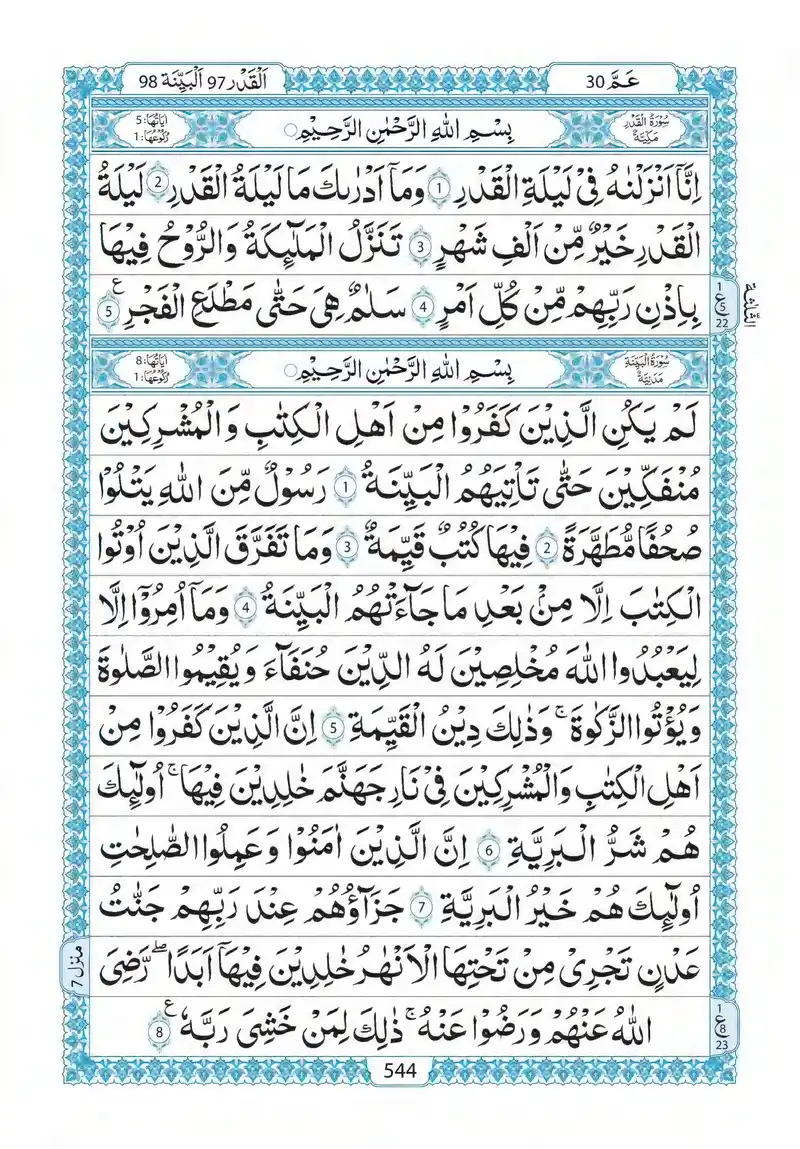 عَـمَّ 30
اَلْقَدْر 97 اَلْبَيِّنَة 98
سُوْرَةُ الْقَدْرِ مَكِّيَّةٌ
بِسْمِ اللّٰهِ الرَّحْمٰنِ الرَّحِيْمِ
اٰيَاتُهَا: 5
رُكُوْعُهَا: 1
اِنَّاۤ اَنْزَلْنٰهُ فِیْ لَیْلَةِ الْقَدْرِ 1 وَمَاۤ اَدْرٰىكَ مَا لَیْلَةُ الْقَدْرِ 2 لَیْلَةُ
الْقَدْرِ خَیْرٌ مِّنْ اَلْفِ شَهْرٍ 3 تَنَزَّلُ الْمَلٰٓىِٕكَةُ وَالرُّوْحُ فِیْهَا
بِاِذْنِ رَبِّهِمْ مِّنْ كُلِّ اَمْرٍ 4 سَلٰمٌ هِیَ حَتّٰى مَطْلَعِ الْفَجْرِ 5 ع
1
ع 5
22
سُوْرَةُ الْبَيِّنَةِ مَدَنِيَّةٌ
بِسْمِ اللّٰهِ الرَّحْمٰنِ الرَّحِيْمِ
اٰيَاتُهَا: 8
رُكُوْعُهَا: 1
لَمْ یَكُنِ الَّذِیْنَ كَفَرُوْا مِنْ اَهْلِ الْكِتٰبِ وَالْمُشْرِكِیْنَ
مُنْفَكِّیْنَ حَتّٰى تَاْتِیَهُمُ الْبَیِّنَةُ 1 رَسُوْلٌ مِّنَ اللّٰهِ یَتْلُوْا
صُحُفًا مُّطَهَّرَةً 2 فِیْهَا كُتُبٌ قَیِّمَةٌ 3 وَمَا تَفَرَّقَ الَّذِیْنَ اُوْتُوا
الْكِتٰبَ اِلَّا مِنْۢ بَعْدِ مَا جَآءَتْهُمُ الْبَیِّنَةُ 4 وَمَاۤ اُمِرُوْۤا اِلَّا
لِیَعْبُدُوا اللّٰهَ مُخْلِصِیْنَ لَهُ الدِّیْنَ حُنَفَآءَ وَیُقِیْمُوا الصَّلٰوةَ
وَیُؤْتُوا الزَّكٰوةَ ۚ وَذٰلِكَ دِیْنُ الْقَیِّمَةِ 5 اِنَّ الَّذِیْنَ كَفَرُوْا مِنْ
اَهْلِ الْكِتٰبِ وَالْمُشْرِكِیْنَ فِیْ نَارِ جَهَنَّمَ خٰلِدِیْنَ فِیْهَا ۚ اُولٰٓىِٕكَ
هُمْ شَرُّ الْبَرِیَّةِ 6 اِنَّ الَّذِیْنَ اٰمَنُوْا وَعَمِلُوا الصّٰلِحٰتِ
اُولٰٓىِٕكَ هُمْ خَیْرُ الْبَرِیَّةِ 7 جَزَآؤُهُمْ عِنْدَ رَبِّهِمْ جَنّٰتُ
عَدْنٍ تَجْرِیْ مِنْ تَحْتِهَا الْاَنْهٰرُ خٰلِدِیْنَ فِیْهَاۤ اَبَدًا ۖ رَضِیَ
اللّٰهُ عَنْهُمْ وَرَضُوْا عَنْهُ ۚ ذٰلِكَ لِمَنْ خَشِیَ رَبَّهٗ 8 ع
1
ع 8
23
منزل 7
544